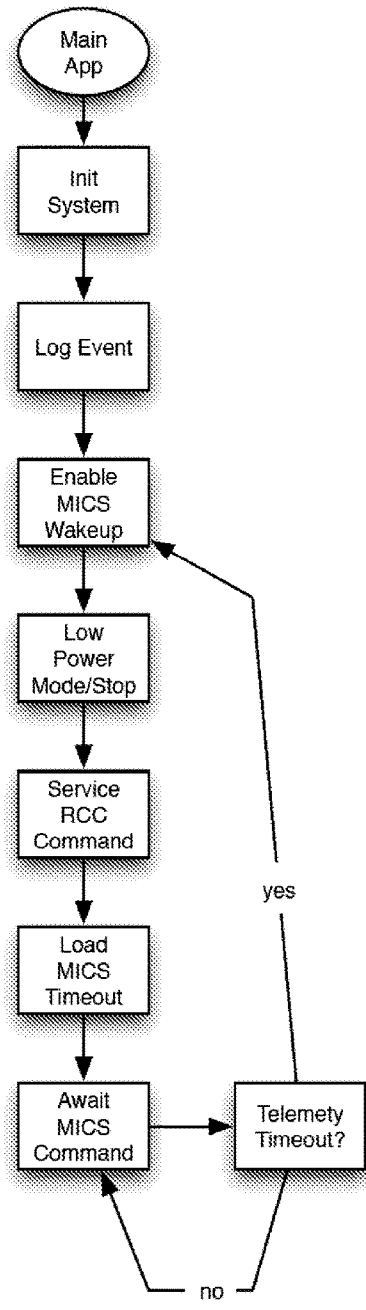 Main
App
Init
System
Log Event
Enable
MICS
Wakeup
Low
Power
Mode/Stop
Service
RCC
Command
yes
Load
MICS
Timeout
Await
MICS
Command
Telemety
Timeout?
no